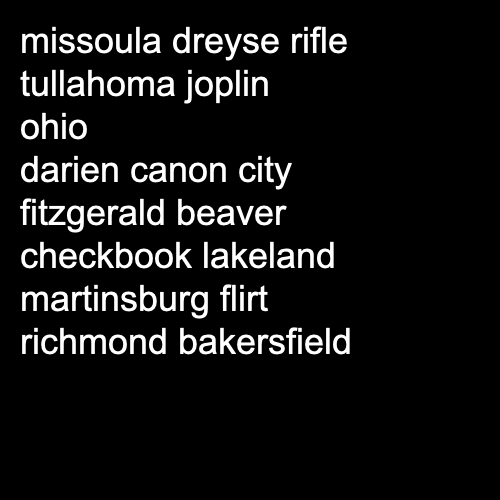 missoula dreyse rifle
tullahoma joplin
ohio
darien canon city
fitzgerald beaver
checkbook lakeland
martinsburg flirt
richmond bakersfield